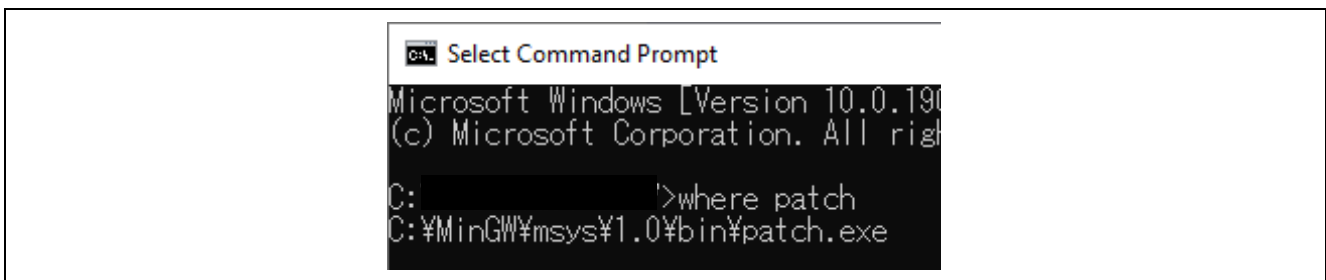 Select Command Prompt
Microsoft Windows [Version 10.0.190
(c) Microsoft Corporation. All rig
C:>where patch
C:¥MinGW¥msys¥1.0¥bin¥patch.exe